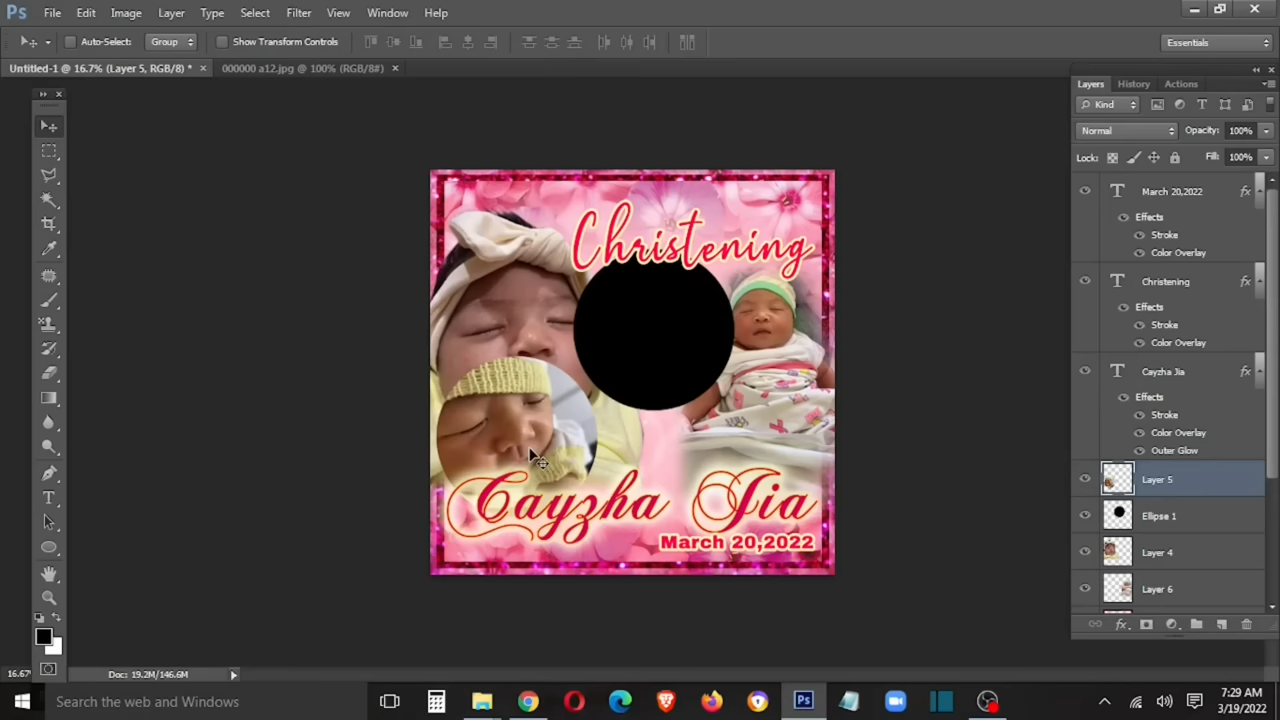 Ps File Edit Image Layer Type Select Filter View Window Help
Auto-Select: Group Show Transform Controls Essentials
Untitled-1 @ 16.7% (Layer 5, RGB/8) * × 000000 a12.jpg @ 100% (RGB/8#) ×
Layers History Actions
Kind
Normal Opacity: 100%
Lock: Fill: 100%
T March 20,2022 fx
Effects
Stroke
Color Overlay
T Christening fx
Effects
Stroke
Color Overlay
T Cayzha Jia fx
Effects
Stroke
Color Overlay
Outer Glow
Layer 5
Ellipse 1
Layer 4
Layer 6
Christening
Cayzha Jia
March 20,2022
16.67 Doc: 19.2M/146.6M
Search the web and Windows
7:29 AM
3/19/2022